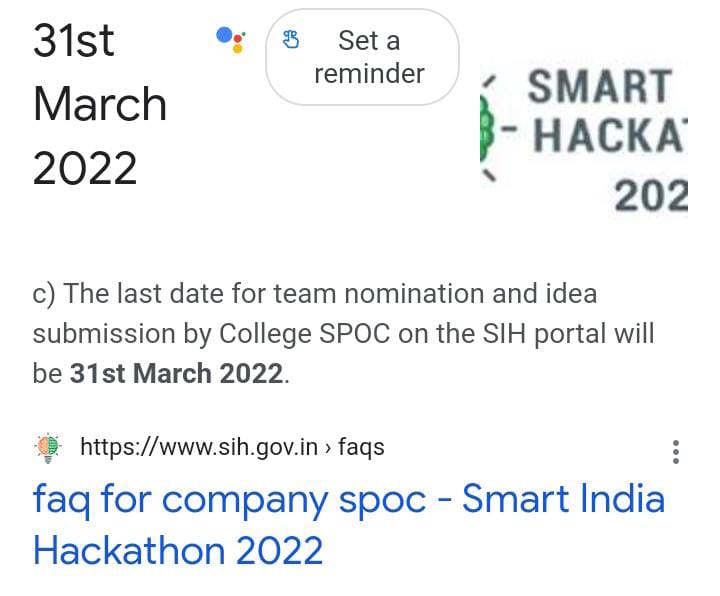 31st
March
2022
Set a
reminder
SMART
HACKA
202
c) The last date for team nomination and idea
submission by College SPOC on the SIH portal will
be 31st March 2022.
https://www.sih.gov.in › faqs
faq for company spoc - Smart India
Hackathon 2022